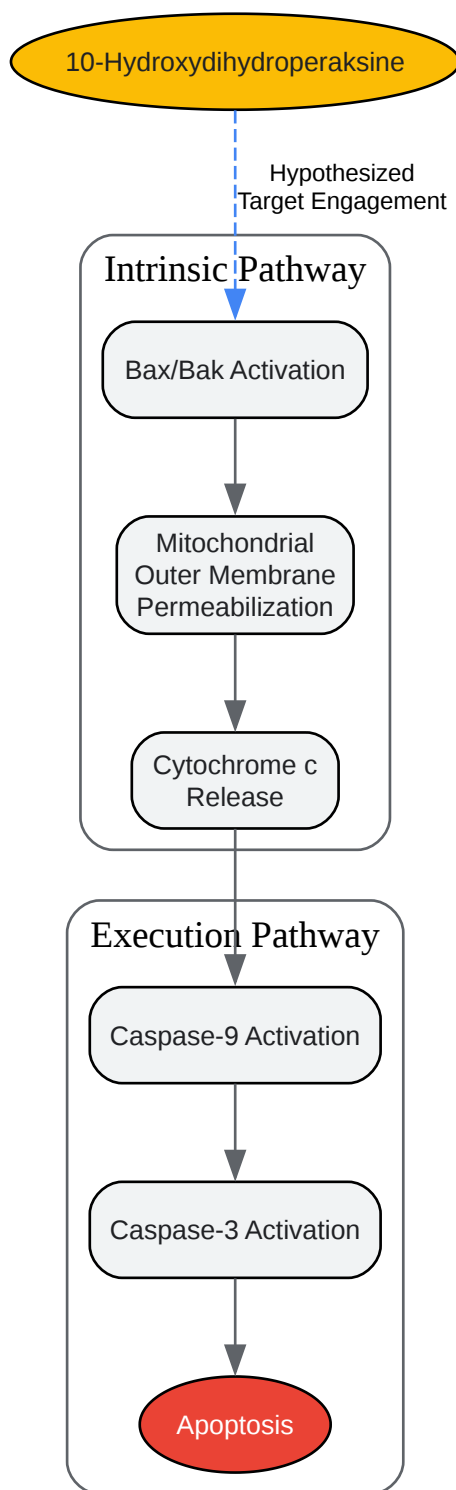 10-Hydroxydihydroperaksine
Hypothesized
Target Engagement
Intrinsic Pathway
Bax/Bak Activation
Mitochondrial
Outer Membrane
Permeabilization
Cytochrome c
Release
Execution Pathway
Caspase-9 Activation
Caspase-3 Activation
Apoptosis